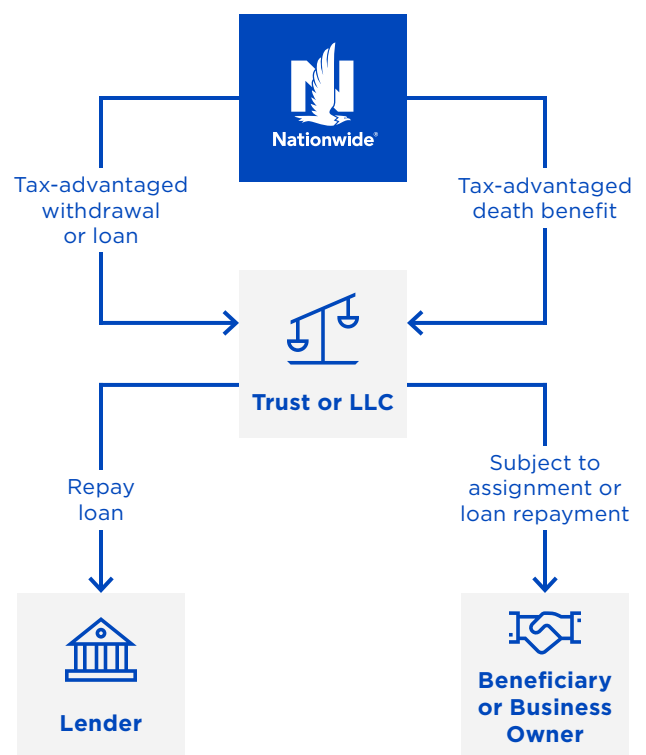 Nationwide®
Tax-advantaged
withdrawal
or loan
Tax-advantaged
death benefit
Trust or LLC
Repay
loan
Subject to
assignment or
loan repayment
Lender
Beneficiary
or Business
Owner